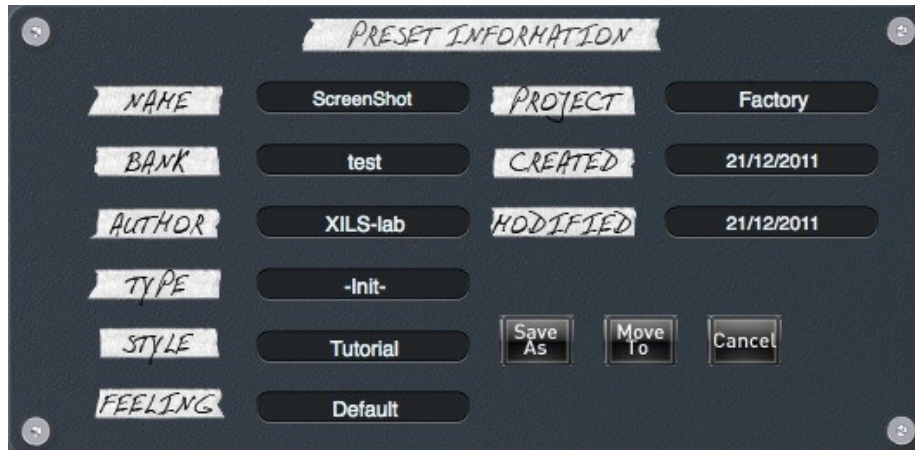 PRESET INFORMATION
NAME ScreenShot PROJECT Factory
BANK test CREATED 21/12/2011
AUTHOR XILS-lab MODIFIED 21/12/2011
TYPE -Init-
STYLE Tutorial
Save As Move To Cancel
FEELING Default